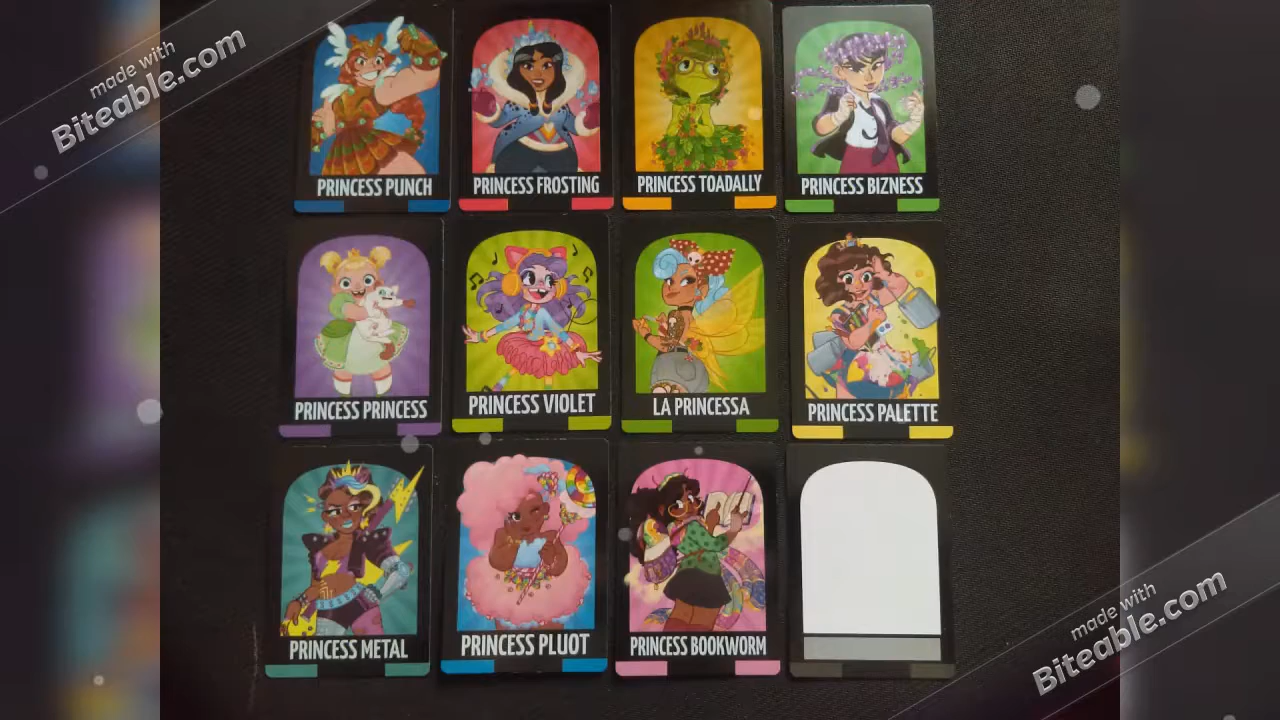 made with
Biteable.com
PRINCESS PUNCH
PRINCESS FROSTING
PRINCESS TOADALLY
PRINCESS BIZNESS
PRINCESS PRINCESS
PRINCESS VIOLET
LA PRINCESSA
PRINCESS PALETTE
PRINCESS METAL
PRINCESS PLUOT
PRINCESS BOOKWORM
made with
Biteable.com